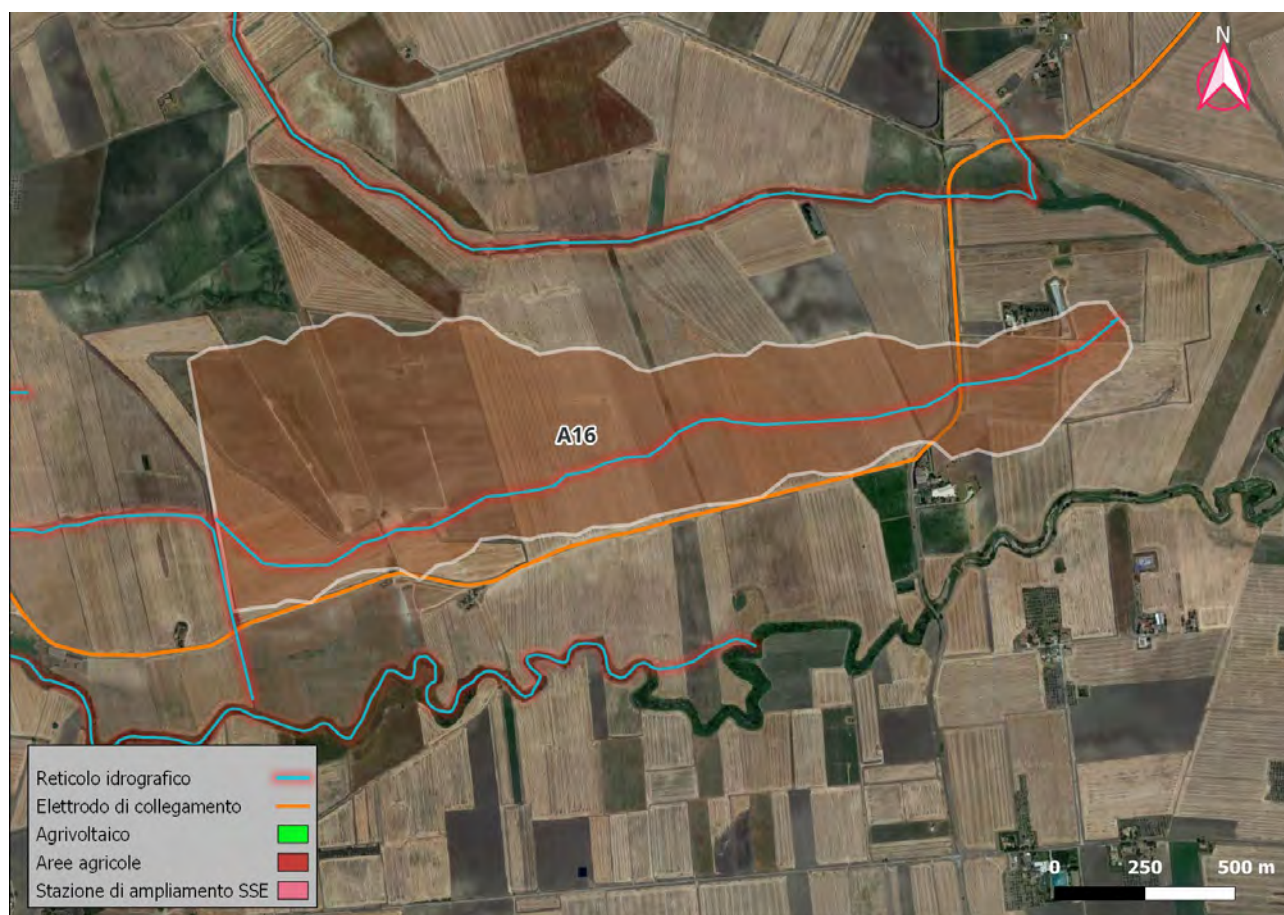 N
A16
Reticolo idrografico
Elettrodo di collegamento
Agrivoltaico
Aree agricole
Stazione di ampliamento SSE
0 250 500 m